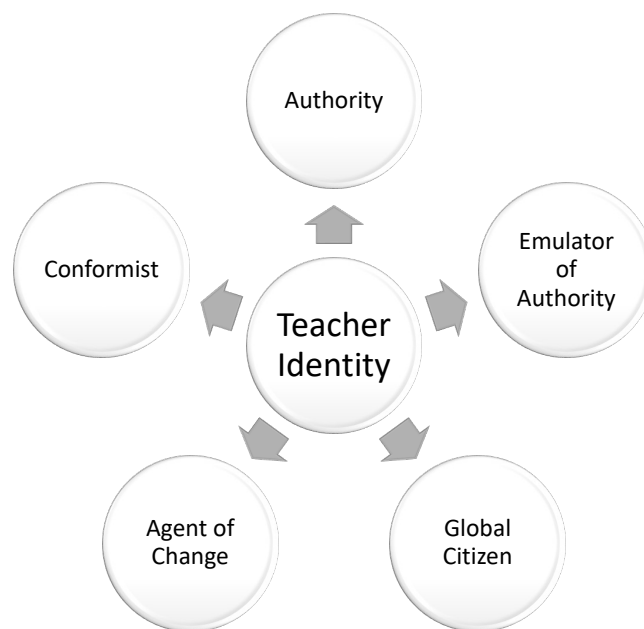 Authority
Emulator
of
Authority
Global
Citizen
Agent of
Change
Conformist
Teacher
Identity